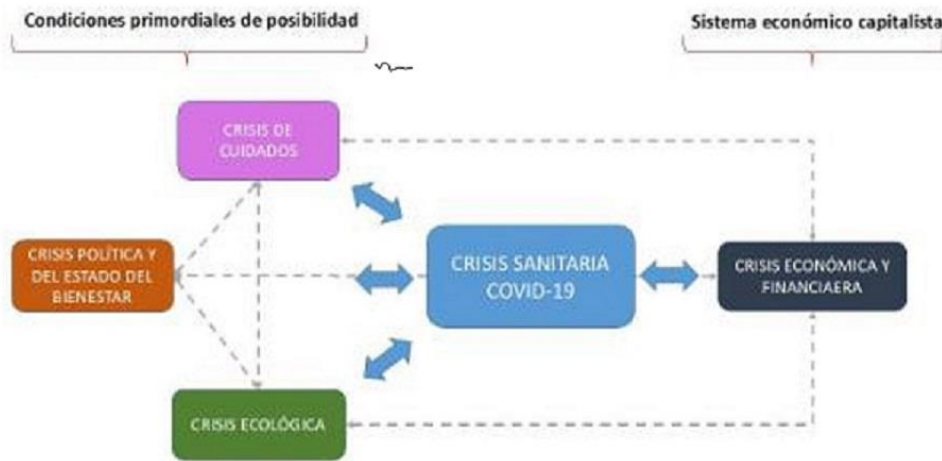 Condiciones primordiales de posibilidad
Sistema económico capitalista
CRISIS DE
CUIDADOS
CRISIS POLÍTICA Y
DEL ESTADO DEL
BIENESTAR
CRISIS SANITARIA
COVID-19
CRISIS ECONÓMICA Y
FINANCIAERA
CRISIS ECOLÓGICA